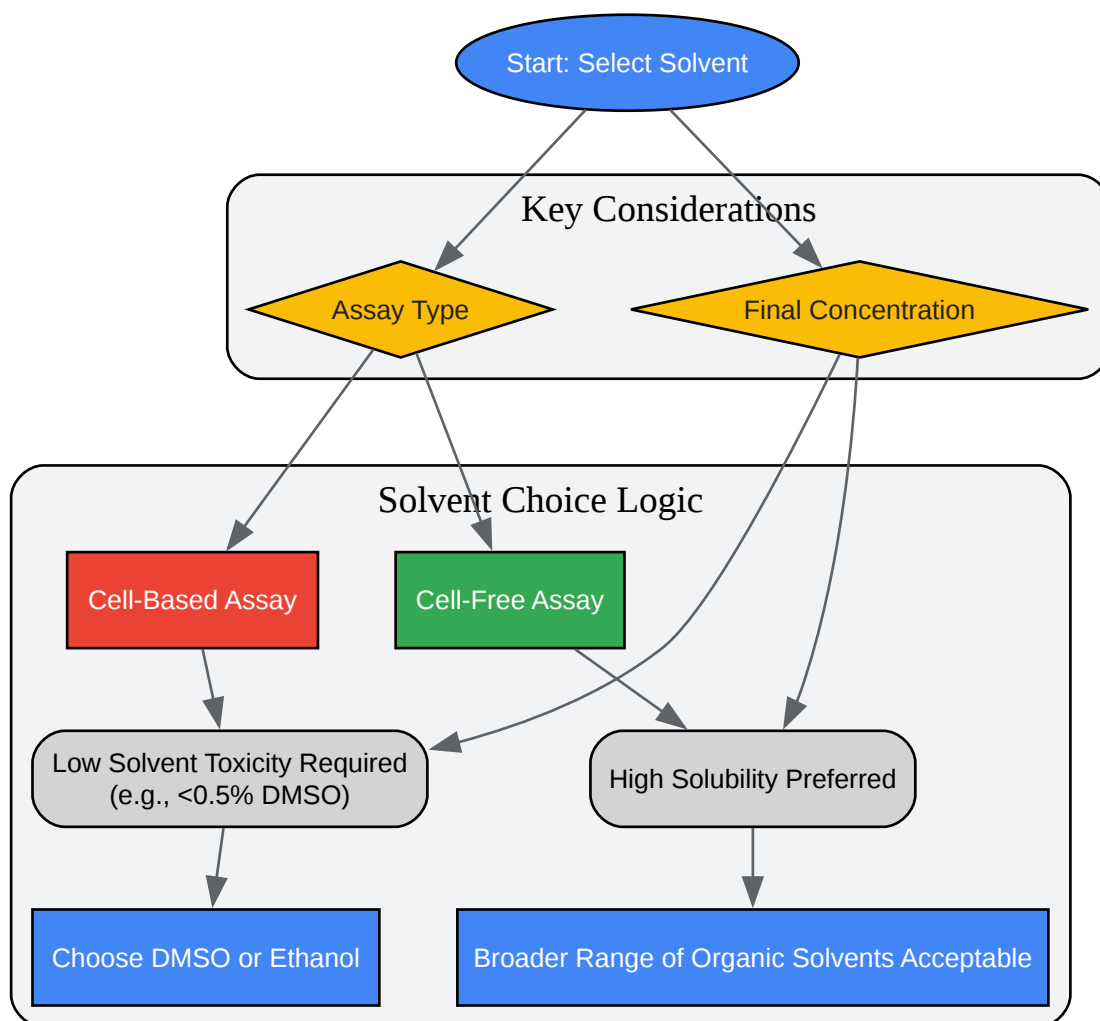 Start: Select Solvent
Key Considerations
Assay Type
Final Concentration
Solvent Choice Logic
Cell-Based Assay
Cell-Free Assay
Low Solvent Toxicity Required
(e.g., <0.5% DMSO)
High Solubility Preferred
Choose DMSO or Ethanol
Broader Range of Organic Solvents Acceptable